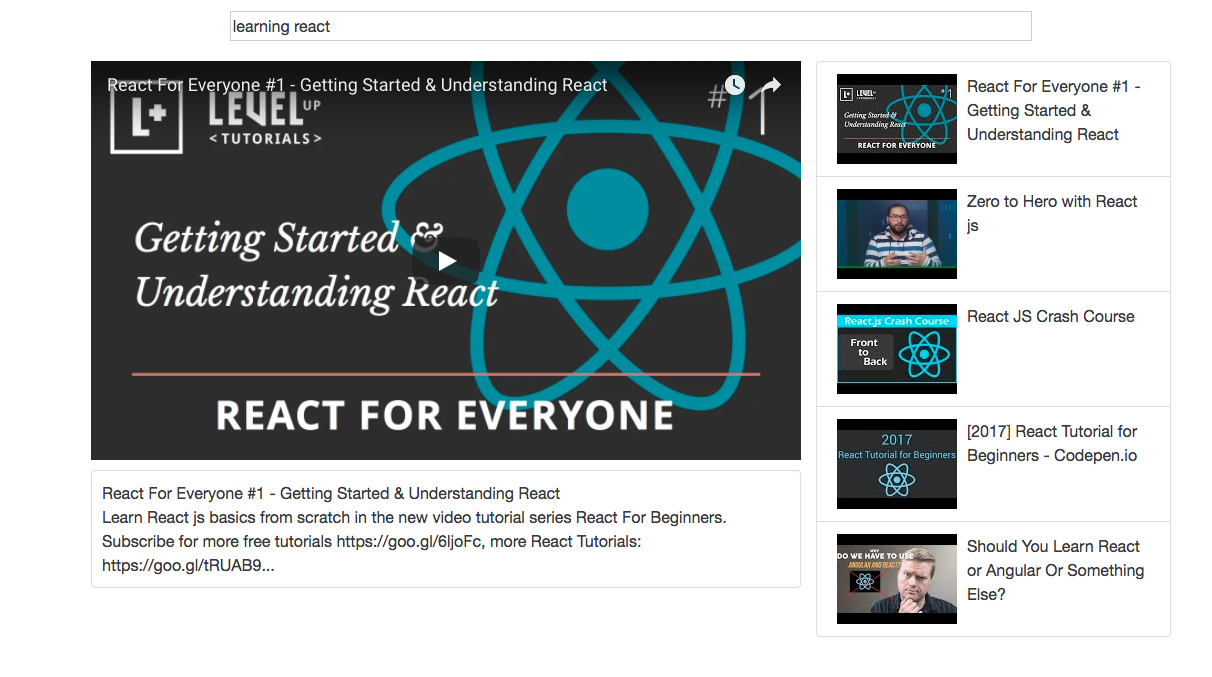 learning react
React For Everyone #1 - Getting Started & Understanding React
L+ LEVEL UP
<TUTORIALS>
#1
Getting Started &
Understanding React
REACT FOR EVERYONE
React For Everyone #1 - Getting Started & Understanding React
Learn React js basics from scratch in the new video tutorial series React For Beginners.
Subscribe for more free tutorials https://goo.gl/6ljoFc, more React Tutorials:
https://goo.gl/tRUAB9...
L+ LEVEL UP
#1
Getting Started &
Understanding React
REACT FOR EVERYONE
React For Everyone #1 -
Getting Started &
Understanding React
Zero to Hero with React
js
React.js Crash Course
Front
to
Back
React JS Crash Course
2017
React Tutorial for Beginners
[2017] React Tutorial for
Beginners - Codepen.io
WHY
DO WE HAVE TO USE
ANGULAR AND REACT?
Should You Learn React
or Angular Or Something
Else?